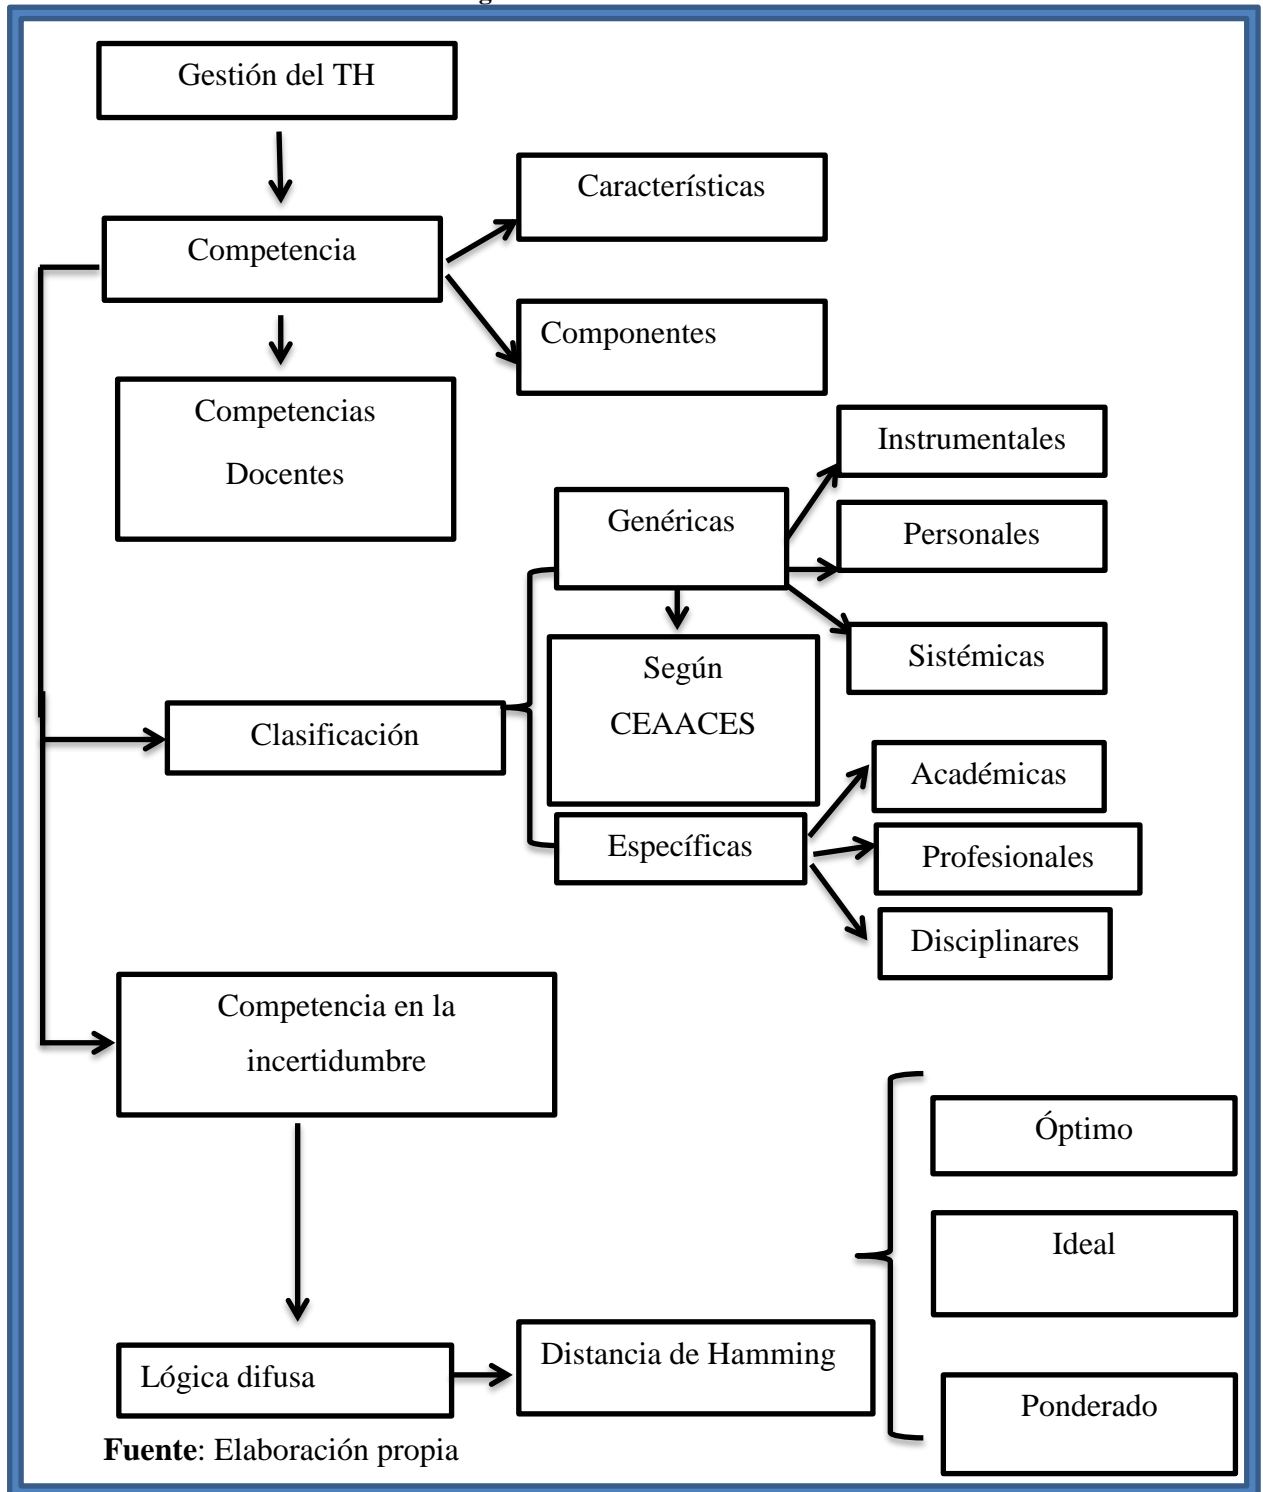 Gestión del TH
Característicias
Competencia
Componentes
Competencias
Docentes
Instrumentales
Genéricas
Personales
Según
CEAACES
Sistémicas
Clasificación
Académicas
Específicas
Profesionales
Disciplinares
Competencia en la
incertidumbre
Óptimo
Ideal
Distancia de Hamming
Lógica difusa
Ponderado
Fuente: Elaboración propia